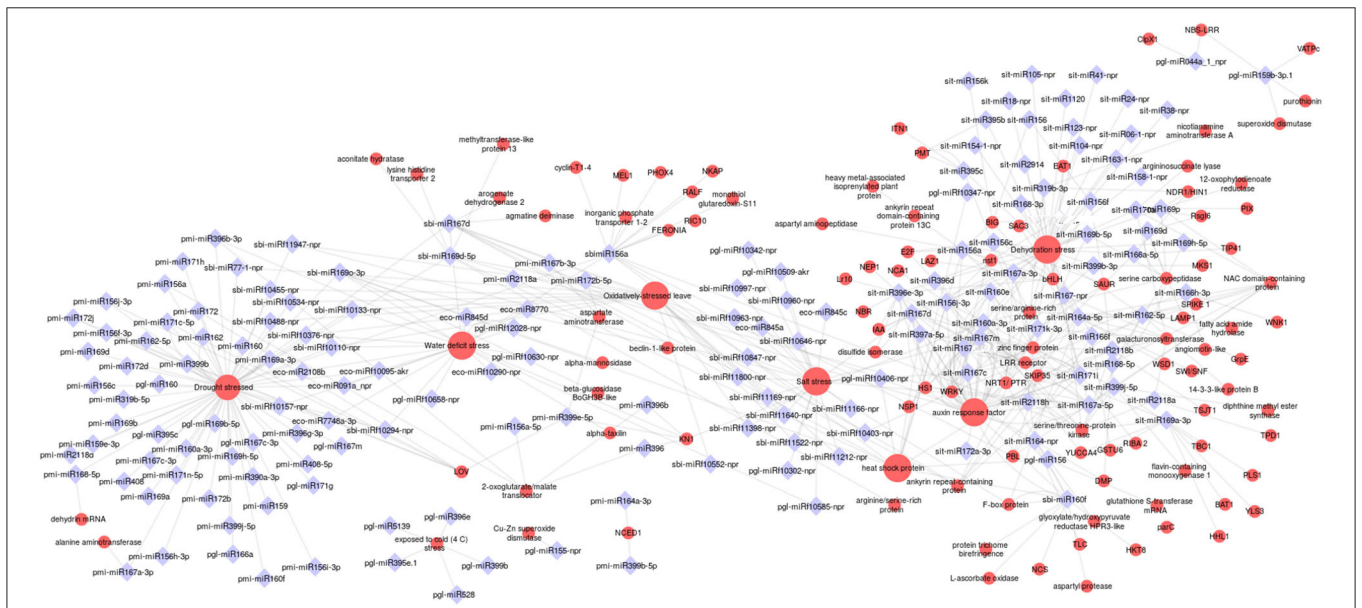 NBS-LRR
ClpX1
VATPc
pgl-miR044a_1_npr
pgl-miR159b-3p.1
purothionin
superoxide dismutase
sit-miR105-npr
sit-miR156k
sit-miR41-npr
sit-miR18-npr
sit-miR1120
sit-miR24-npr
sit-miR395b
sit-miR156
sit-miR38-npr
sit-miR123-npr
nicotianamine
aminotransferase A
sit-miR06-1-npr
sit-miR154-1-npr
sit-miR104-npr
sit-miR2914
BAT1
sit-miR163-1-npr
argininosuccinate lyase
sit-miR395c
sit-miR158-1-npr
12-oxophytodienoate
reductase
pgl-miRf10347-npr
sit-miR319b-3p
NDR1/HIN1
sit-miR168-3p
sit-miR156f
sit-miR169p
PIX
Rsgl6
BIG
SAC3
ITN1
PMT
heavy metal-associated
isoprenylated plant
protein
ankyrin repeat
domain-containing
protein 13C
aspartyl aminopeptidase
methyltransferase-like
protein 13
aconitate hydratase
lysine histidine
transporter 2
cyclin-T1-4
MEL1
PHOX4
NKAP
RALF
monothiol
glutaredoxin-S11
arogenate
dehydrogenase 2
agmatine deiminase
inorganic phosphate
transporter 1-2
RIC10
FERONIA
sbi-miR167d
sbimiR156a
sbi-miR169d-5p
pmi-miR396b-3p
sbi-miRf11947-npr
pmi-miR171h
sbi-miR77-1-npr
sbi-miR169c-3p
pmi-miR167b-3p
pmi-miR2118a
pmi-miR172b-5p
pmi-miR156a
sbi-miRf10455-npr
sbi-miRf10534-npr
sbi-miRf10133-npr
pmi-miR156j-3p
pmi-miR172j
pmi-miR172
pmi-miR171c-5p
sbi-miRf10488-npr
eco-miR8770
Oxidatively-stressed leave
aspartate
aminotransferase
eco-miR845d
pmi-miR156f-3p
pmi-miR162-5p
pmi-miR162
sbi-miRf10376-npr
pmi-miR160
sbi-miRf10110-npr
pgl-miRf12028-npr
Water deficit stress
beclin-1-like protein
pmi-miR169d
pmi-miR172d
pmi-miR399b
pmi-miR169a-3p
eco-miR2108b
eco-miRf10095-akr
pgl-miRf10630-npr
alpha-mannosidase
pmi-miR156c
pgl-miR160
Drought stressed
eco-miR091a_npr
sbi-miRf10290-npr
pmi-miR319b-5p
pgl-miRf10658-npr
beta-glucosidase
BoGH3B-like
pmi-miR169b
sbi-miRf10157-npr
pgl-miR169b-5p
eco-miR7748a-3p
pmi-miR396b
pmi-miR399e-5p
pmi-miR156a-5p
pgl-miR395c
pmi-miR396g-3p
sbi-miRf10294-npr
alpha-taxilin
pmi-miR396
KN1
pmi-miR159e-3p
pgl-miR167c-3p
pmi-miR160a-3p
pgl-miR169h-5p
pgl-miR167m
pmi-miR2118d
pmi-miR167c-3p
pmi-miR168-5p
pmi-miR408
pmi-miR171n-5p
pmi-miR408-5p
pmi-miR390a-3p
pgl-miR171g
LOV
pmi-miR169a
pmi-miR172b
pmi-miR159
2-oxoglutarate/malate
translocator
pmi-miR164a-3p
dehydrin mRNA
pmi-miR399j-5p
alanine aminotransferase
pmi-miR156h-3p
pgl-miR166a
pmi-miR156i-3p
pmi-miR167a-3p
pmi-miR160f
pgl-miR5139
pgl-miR396e
Cu-Zn superoxide
dismutase
exposed to cold (4 C)
stress
pgl-miR155-npr
NCED1
pgl-miR395e.1
pgl-miR399b
pmi-miR399b-5p
pgl-miR528
pgl-miRf10342-npr
pgl-miRf10509-akr
sbi-miRf10997-npr
sbi-miRf10960-npr
eco-miR845c
sbi-miRf10963-npr
eco-miR845a
sbi-miRf10646-npr
disulfide isomerase
sbi-miRf10847-npr
sbi-miRf11800-npr
Salt stress
pgl-miRf10406-npr
sbi-miRf11169-npr
sbi-miRf11166-npr
sbi-miRf11640-npr
sbi-miRf11398-npr
sbi-miRf10403-npr
sbi-miRf11522-npr
sbi-miRf11212-npr
sbi-miRf10552-npr
pgl-miRf10302-npr
heat shock protein
pgl-miRf10585-npr
arginine/serine-rich
protein
E2F
LAZ1
NEP1
NCA1
Lr10
NBR
IAA
HS1
NSP1
sit-miR156c
sit-miR156a
nst1
sit-miR396d
sit-miR167a-3p
sit-miR396e-3p
sit-miR156j-3p
sit-miR160e
sit-miR167d
sit-miR397a-5p
sit-miR160a-3p
sit-miR167m
sit-miR167
sit-miR167c
WRKY
Dehydration stress
sit-miR169b-5p
sit-miR169d
sit-miR166a-5p
sit-miR399b-3p
TIP41
bHLH
SAUR
MKS1
serine carboxypeptidase
NAC domain-containing
protein
sit-miR167-npr
sit-miR166h-3p
SPIKE 1
serine/arginine-rich
protein
sit-miR164a-5p
sit-miR162-5p
LAMP1
WNK1
sit-miR171k-3p
sit-miR166f
fatty acid amide
hydrolase
galacturonosyltransferase
zinc finger protein
sit-miR2118b
angiomotin-like
LRR receptor
sit-miR168-5p
WSD1
GrpE
SWI/SNF
SKIP35
sit-miR171i
NRT1/ PTR
sit-miR399j-5p
14-3-3-like protein B
sit-miR2118h
sit-miR167a-5p
sit-miR2118a
TSJT1
diphthine methyl ester
synthase
auxin response factor
sit-miR169a-3p
TPD1
serine/threonine-protein
kinase
RIBA 2
TBC1
sit-miR164-npr
sit-miR172a-3p
YUCCA4
GSTU6
PBL
pgl-miR156
flavin-containing
monooxygenase 1
PLS1
ankyrin repeat-containing
protein
DMP
YLS3
sbi-miR160f
glutathione S-transferase
mRNA
BAT1
F-box protein
glyoxylate/hydroxypyruvate
reductase HPR3-like
parC
HHL1
protein trichome
birefringence
TLC
HKT6
NCS
L-ascorbate oxidase
aspartyl protease